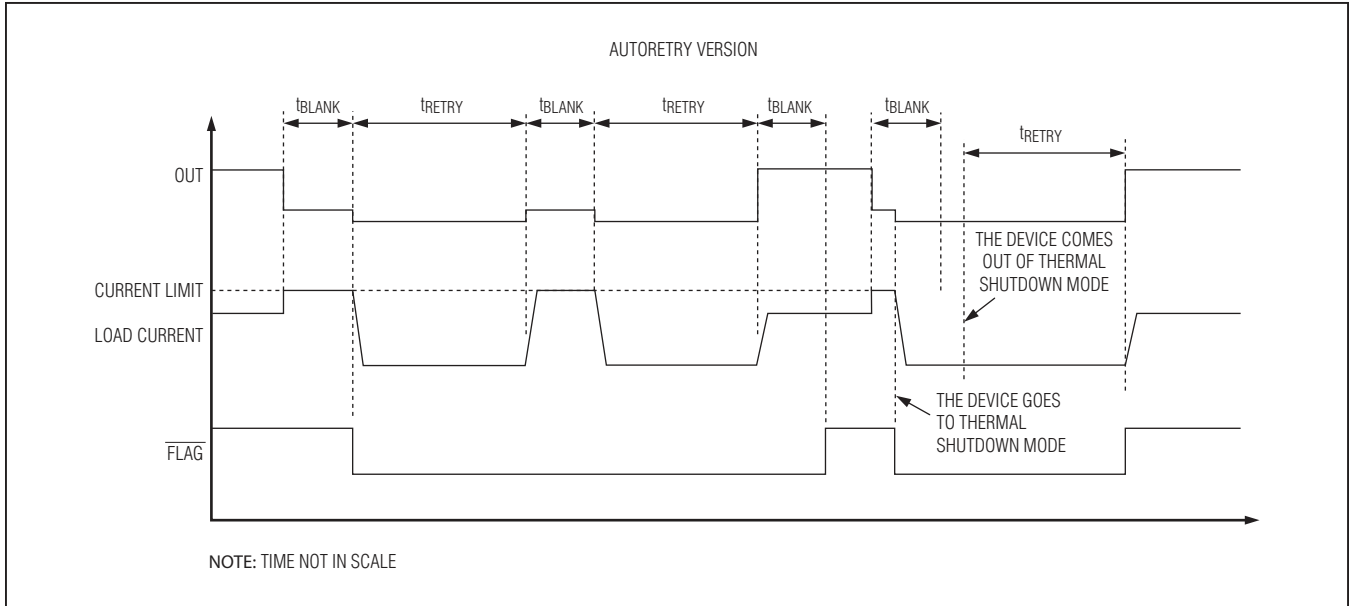 AUTORETRY VERSION
tBLANK
tRETRY
tBLANK
tRETRY
tBLANK
tBLANK
tRETRY
OUT
THE DEVICE COMES
OUT OF THERMAL
SHUTDOWN MODE
CURRENT LIMIT
LOAD CURRENT
THE DEVICE GOES
TO THERMAL
SHUTDOWN MODE
FLAG
NOTE: TIME NOT IN SCALE